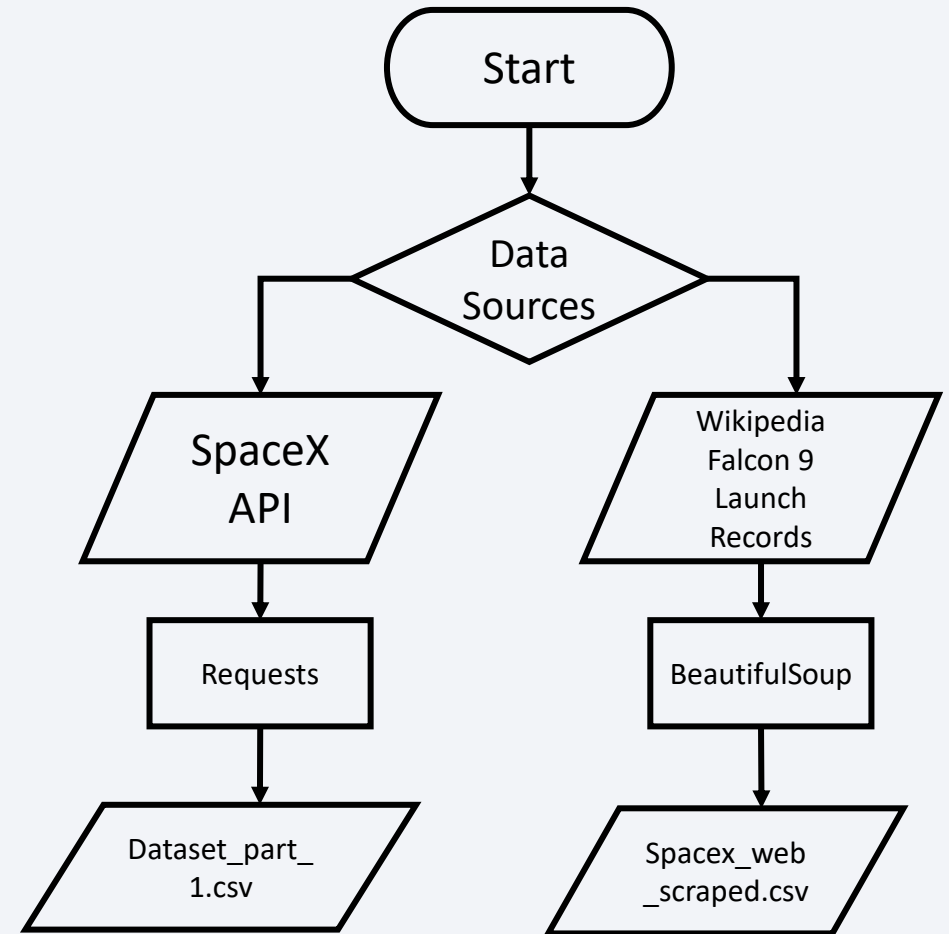 Start
Data
Sources
SpaceX
API
Wikipedia
Falcon 9
Launch
Records
Requests
BeautifulSoup
Dataset_part_
1.csv
Spacex_web
_scraped.csv